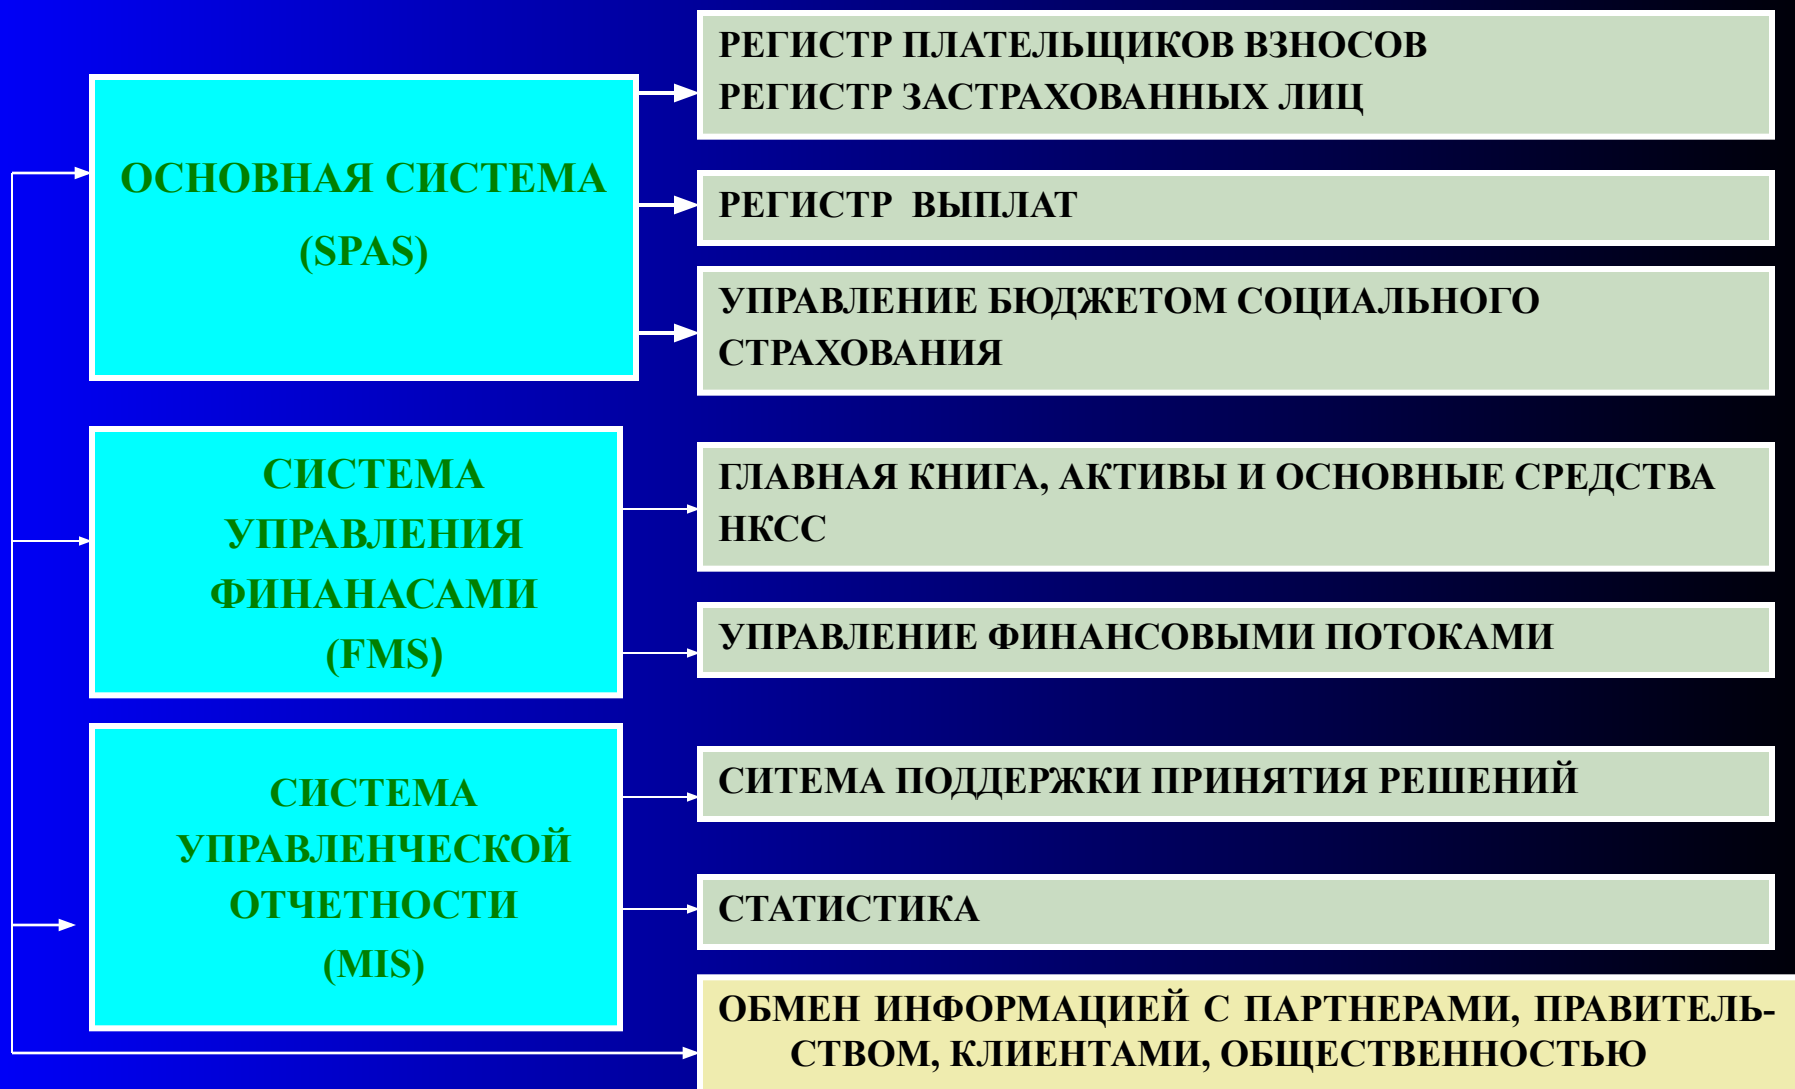 РЕГИСТР ПЛАТЕЛЬЩИКОВ ВЗНОСОВ
РЕГИСТР ЗАСТРАХОВАННЫХ ЛИЦ
ОСНОВНАЯ СИСТЕМА
(SPAS)
РЕГИСТР ВЫПЛАТ
УПРАВЛЕНИЕ БЮДЖЕТОМ СОЦИАЛЬНОГО
СТРАХОВАНИЯ
СИСТЕМА
УПРАВЛЕНИЯ
ФИНАНАСАМИ
(FMS)
ГЛАВНАЯ КНИГА, АКТИВЫ И ОСНОВНЫЕ СРЕДСТВА
НКСС
УПРАВЛЕНИЕ ФИНАНСОВЫМИ ПОТОКАМИ
СИСТЕМА
УПРАВЛЕНЧЕСКОЙ
ОТЧЕТНОСТИ
(MIS)
СИТЕМА ПОДДЕРЖКИ ПРИНЯТИЯ РЕШЕНИЙ
СТАТИСТИКА
ОБМЕН ИНФОРМАЦИЕЙ С ПАРТНЕРАМИ, ПРАВИТЕЛЬ-
СТВОМ, КЛИЕНТАМИ, ОБЩЕСТВЕННОСТЬЮ